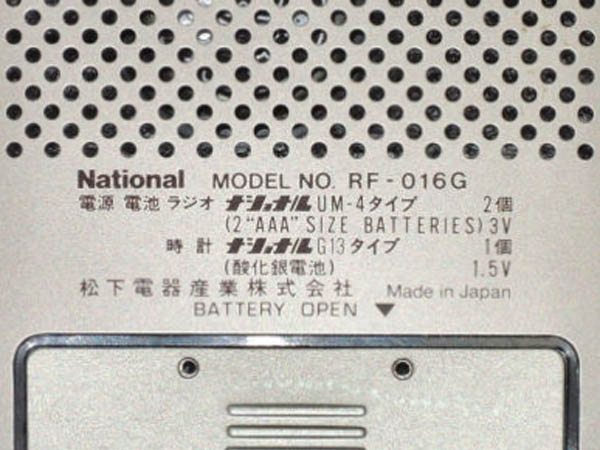 National MODEL NO. RF-016G
電源 電池 ラジオ ナショナル UM-4タイプ 2個
(2 "AAA" SIZE BATTERIES) 3V
時計 ナショナル G13タイプ 1個
(酸化銀電池) 1.5V
松下電器産業株式会社 Made in Japan
BATTERY OPEN ▼